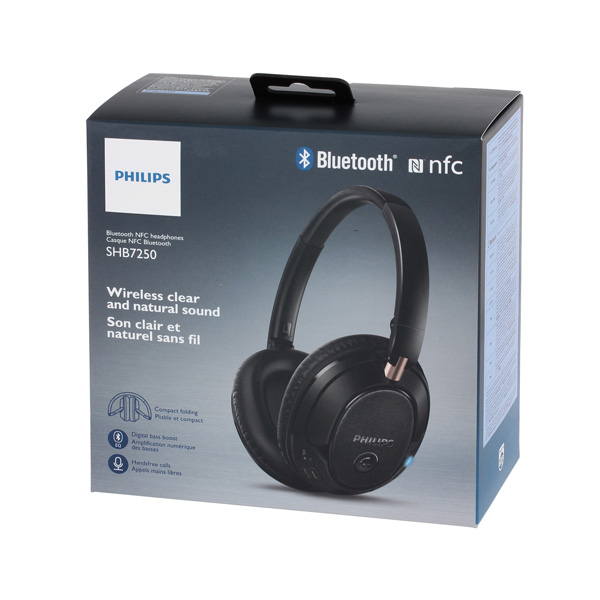 PHILIPS
Bluetooth®
nfc
Bluetooth NFC headphones
Casque NFC Bluetooth
SHB7250
Wireless clear
and natural sound
Son clair et
naturel sans fil
Compact folding
Pliable et compact
Digital bass boost
Amplification numérique
des basses
EQ
Handsfree calls
Appels mains libres
PHILIPS